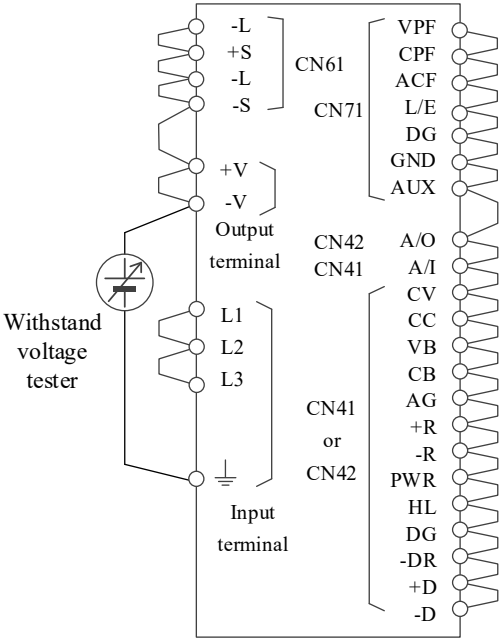 -L
+S
-L
-S
CN61
+V
-V
Output
terminal
Withstand
voltage
tester
L1
L2
L3
Input
terminal
CN71
VPF
CPF
ACF
L/E
DG
GND
AUX
CN42
A/O
CN41
A/I
CN41
or
CN42
CV
CC
VB
CB
AG
+R
-R
PWR
HL
DG
-DR
+D
-D